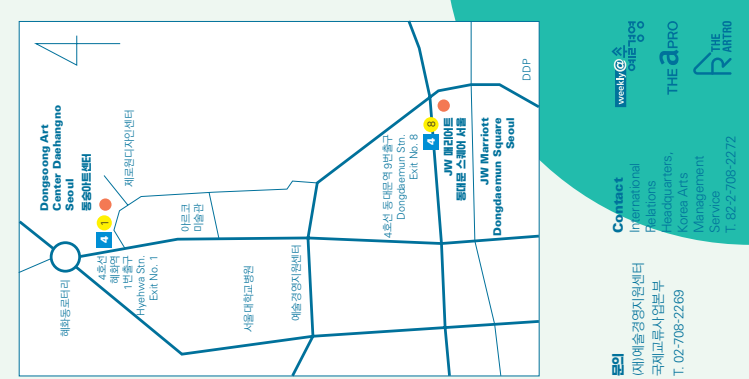 Dongsoong Art
Center Daehangno
Seoul
동숭아트센터
제로원디자인센터
4 1
4호선
혜화역
1번출구
Hyehwa Stn.
Exit No. 1
혜화동로터리
아르코
미술관
서울대학교병원
예술경영지원센터
4호선 동대문역 9번출구
Dongdaemun Stn.
Exit No. 8
4 8
JW 메리어트
동대문 스퀘어 서울
JW Marriott
Dongdaemun Square
Seoul
DDP
문의
(재)예술경영지원센터
국제교류사업본부
T. 02-708-2269
Contact
International
Relations
Headquarters,
Korea Arts
Management
Service
T. 82-2-708-2272
weekly@예술경영
THE aPRO
THE
ARTRO